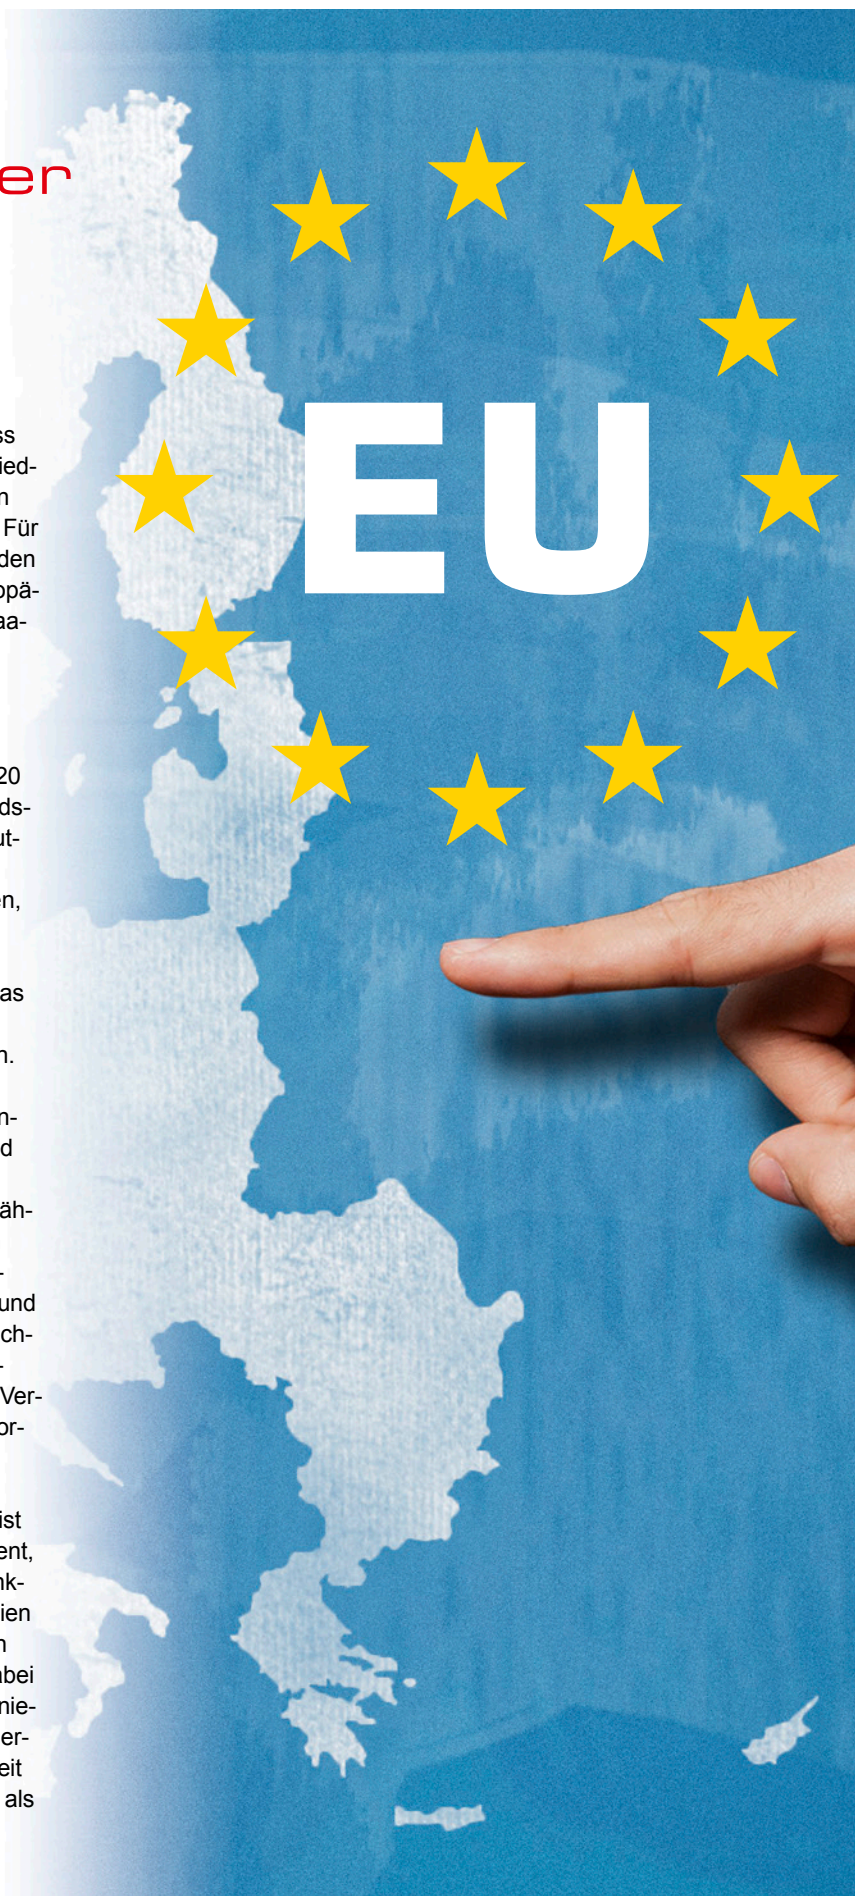 er
EU
ss
ied-
n
Für
den
opä-
aa-
20
ds-
ut-
en,
as
n.
n-
d
äh-
-
und
ch-
-
Ver-
or-
ist
ent,
nk-
ien
n
abei
nie-
er-
eit
als